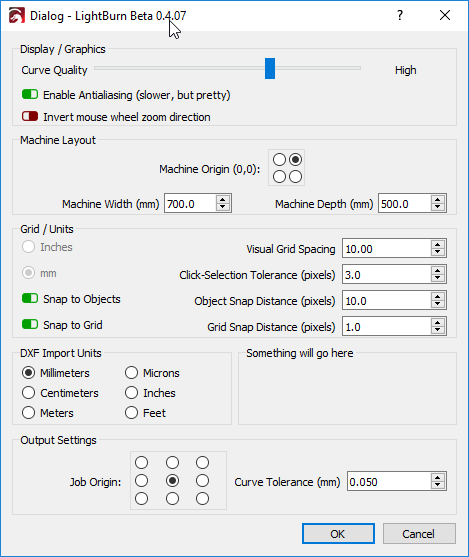 Dialog - LightBurn Beta 0.4.07
Display / Graphics
Curve Quality High
Enable Antialiasing (slower, but pretty)
Invert mouse wheel zoom direction
Machine Layout
Machine Origin (0,0):
Machine Width (mm) 700.0 Machine Depth (mm) 500.0
Grid / Units
Inches Visual Grid Spacing 10.00
mm Click-Selection Tolerance (pixels) 3.0
Snap to Objects Object Snap Distance (pixels) 10.0
Snap to Grid Grid Snap Distance (pixels) 1.0
DXF Import Units Something will go here
Millimeters Microns
Centimeters Inches
Meters Feet
Output Settings
Job Origin: Curve Tolerance (mm) 0.050
OK Cancel